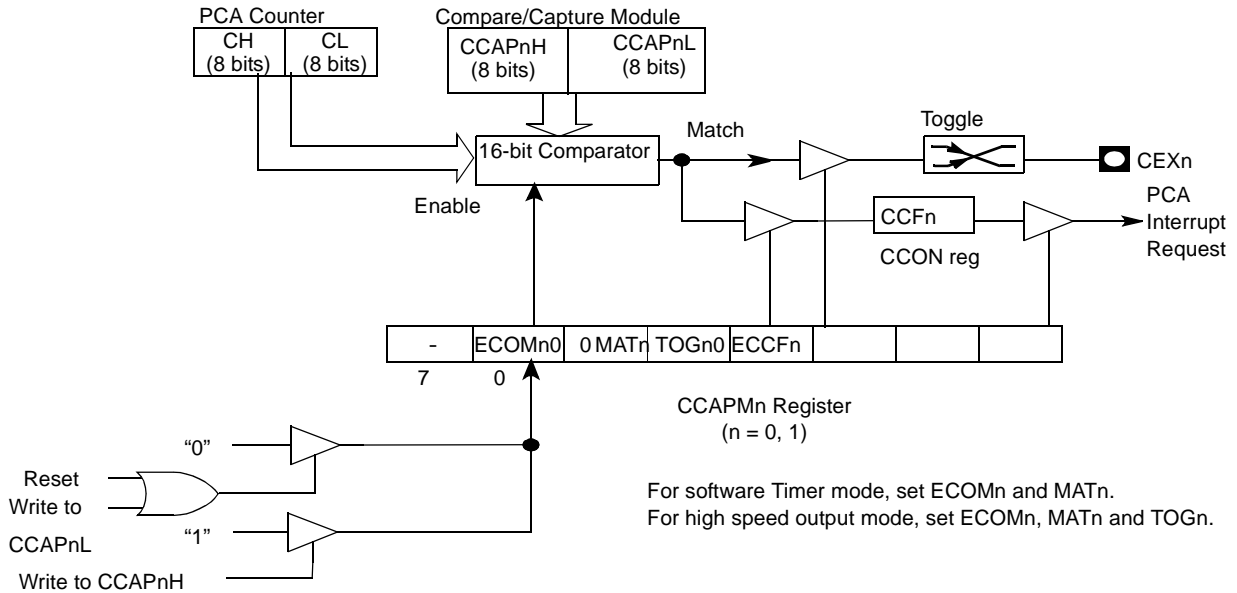 PCA Counter
Compare/Capture Module
CH
(8 bits)
CL
(8 bits)
CCAPnH
(8 bits)
CCAPnL
(8 bits)
16-bit Comparator
Match
Toggle
CEXn
Enable
CCFn
CCON reg
PCA
Interrupt
Request
- ECOMn0 0 MATn TOGn0 ECCFn
7 0
CCAPMn Register
(n = 0, 1)
“0”
Reset
Write to
CCAPnL
“1”
Write to CCAPnH
For software Timer mode, set ECOMn and MATn.
For high speed output mode, set ECOMn, MATn and TOGn.